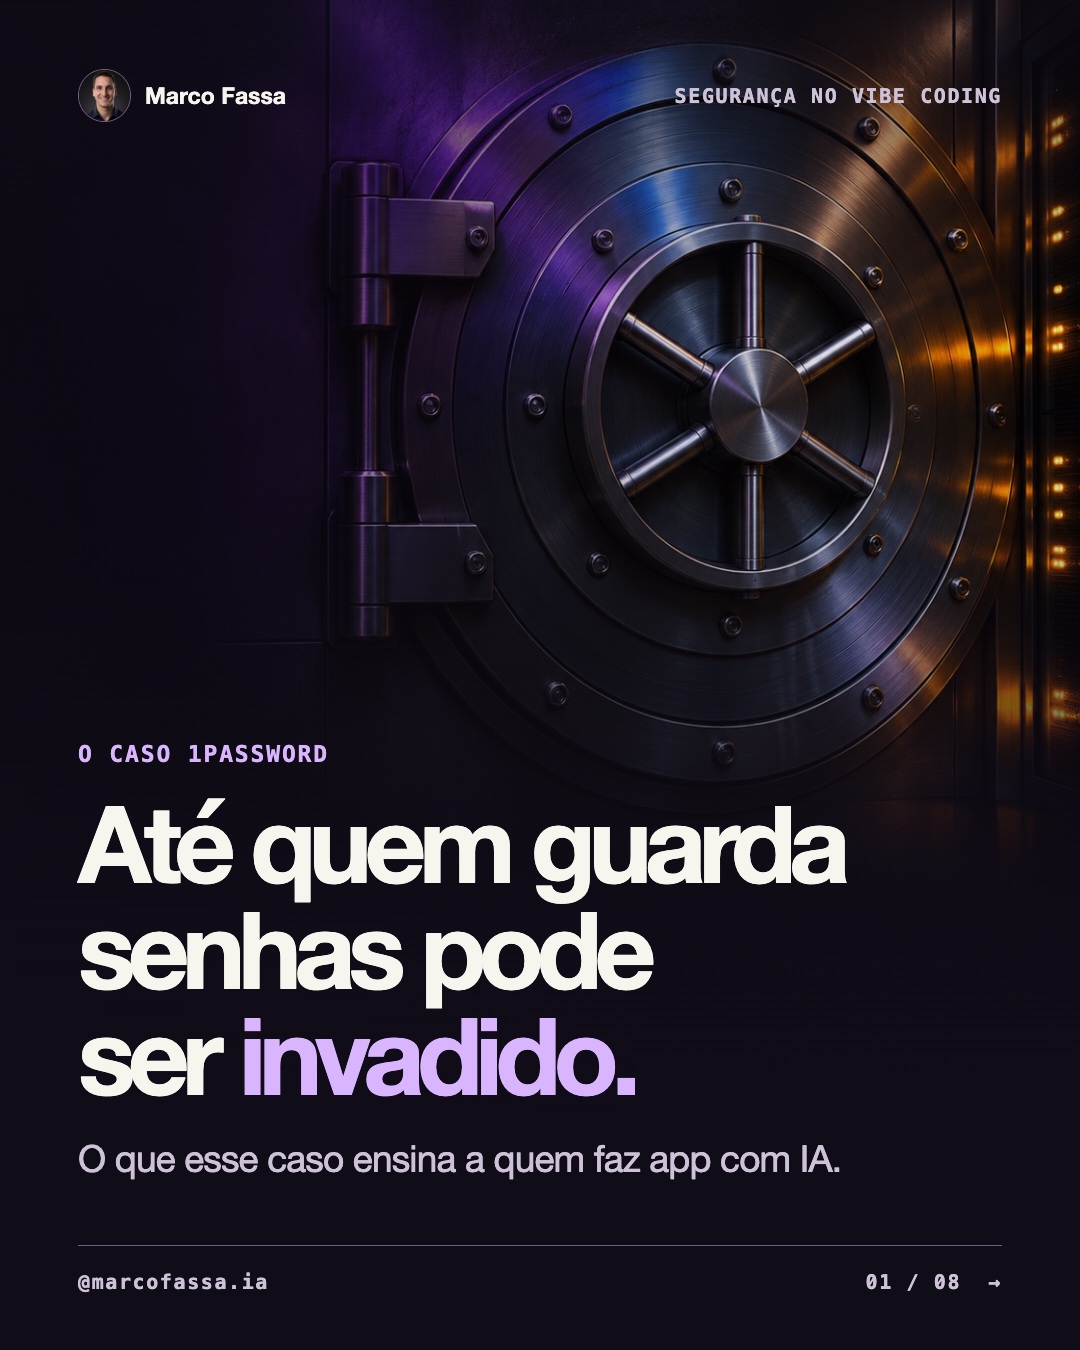 Marco Fassa
SEGURANÇA NO VIBE CODING
O CASO 1PASSWORD
Até quem guarda
senhas pode
ser invadido.
O que esse caso ensina a quem faz app com IA.
@marcofassa.ia
01 / 08 →